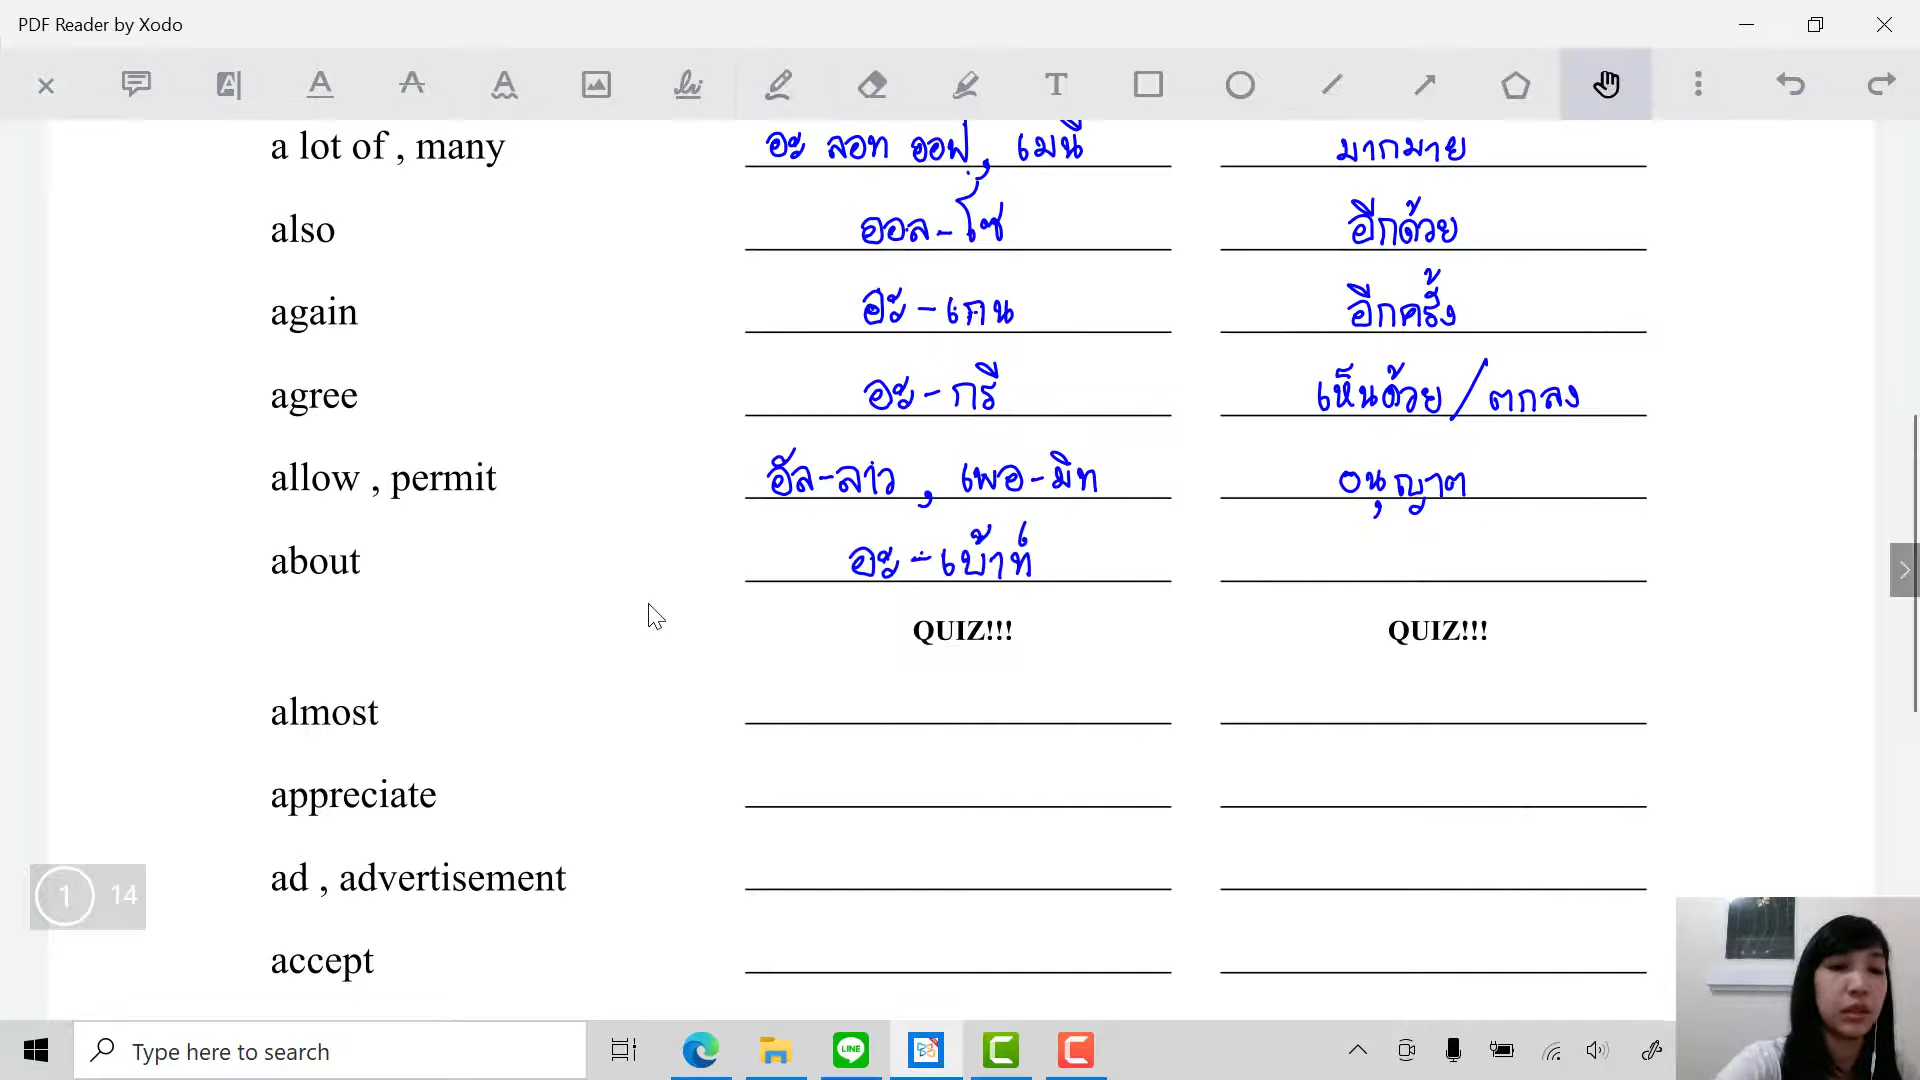 PDF Reader by Xodo
a lot of , many อะ ลอท ออฟ , เมนี มากมาย
also ออล-โซ่ อีกด้วย
again อะ-เกน อีกครั้ง
agree อะ-กรี เห็นด้วย / ตกลง
allow , permit อัล-ลาว , เพอ-มิท อนุญาต
about อะ-เบ้าท์
QUIZ!!! QUIZ!!!
almost
appreciate
ad , advertisement
accept
1 14
Type here to search
LINE